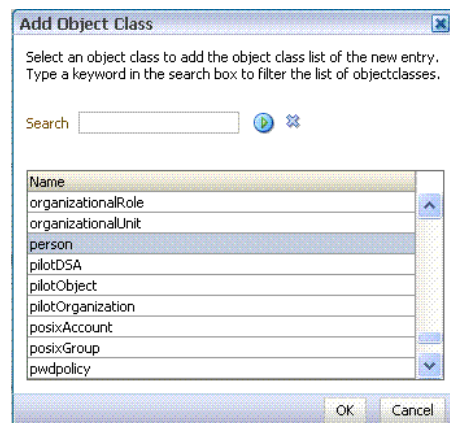 Add Object Class
Select an object class to add the object class list of the new entry.
Type a keyword in the search box to filter the list of objectclasses.
Search
Name
organizationalRole
organizationalUnit
person
pilotDSA
pilotObject
pilotOrganization
posixAccount
posixGroup
pwdpolicy
OK Cancel